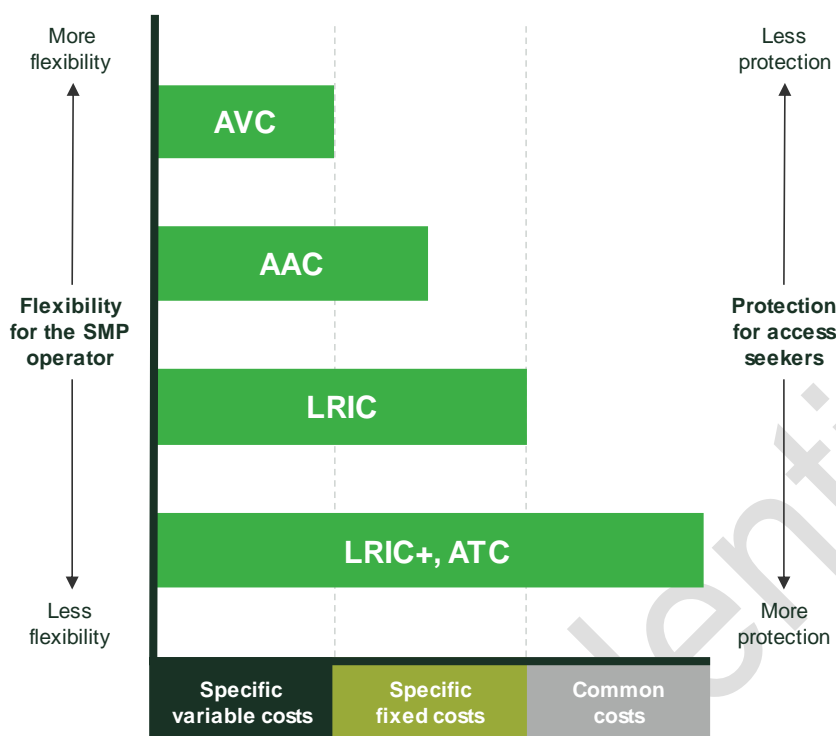 More
flexibility
Less
protection
AVC
AAC
Flexibility
for the SMP
operator
Protection
for access
seekers
LRIC
LRIC+, ATC
Less
flexibility
More
protection
Specific
variable costs
Specific
fixed costs
Common
costs